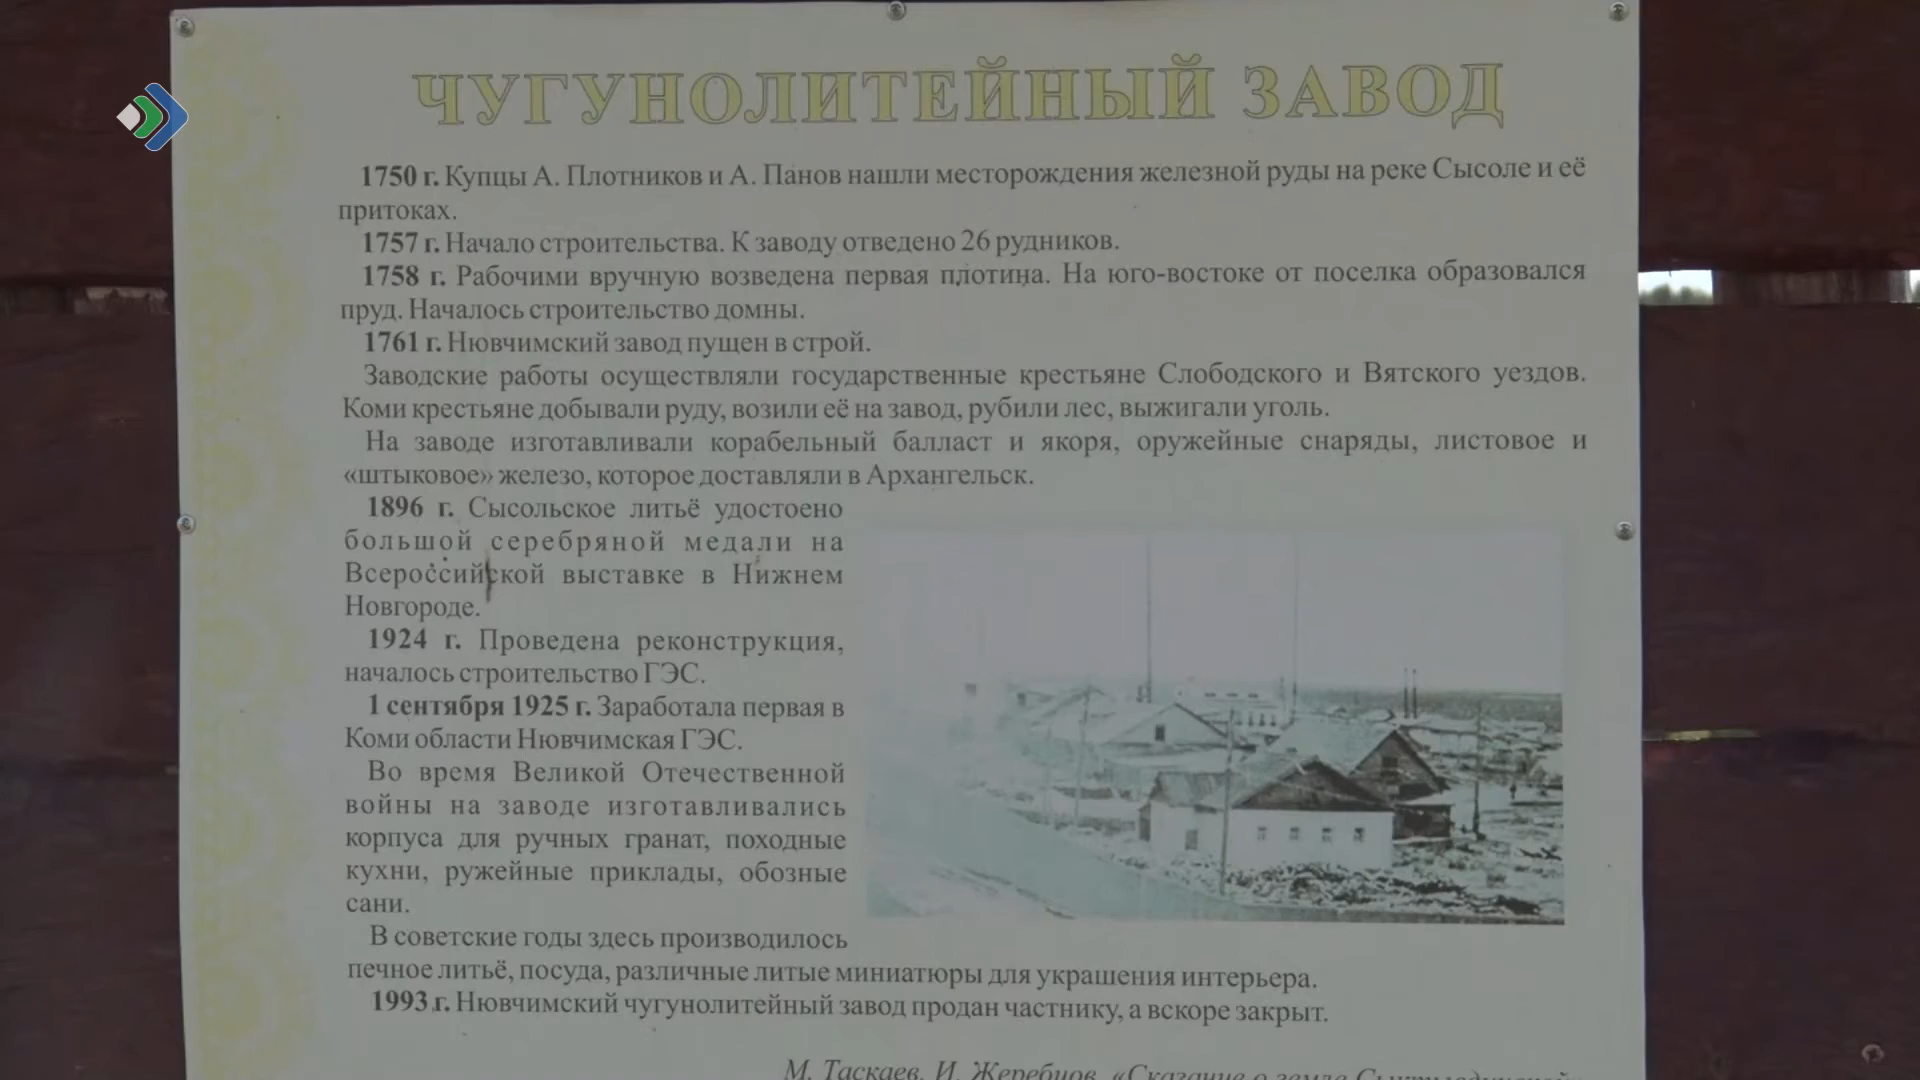 ЧУГУНОЛИТЕЙНЫЙ ЗАВОД
1750 г. Купцы А. Плотников и А. Панов нашли месторождения железной руды на реке Сысоле и её
притоках.
1757 г. Начало строительства. К заводу отведено 26 рудников.
1758 г. Рабочими вручную возведена первая плотина. На юго-востоке от поселка образовался
пруд. Началось строительство домны.
1761 г. Нювчимский завод пущен в строй.
Заводские работы осуществляли государственные крестьяне Слободского и Вятского уездов.
Коми крестьяне добывали руду, возили её на завод, рубили лес, выжигали уголь.
На заводе изготавливали корабельный балласт и якоря, оружейные снаряды, листовое и
«штыковое» железо, которое доставляли в Архангельск.
1896 г. Сысольское литьё удостоено
большой серебряной медали на
Всероссийской выставке в Нижнем
Новгороде.
1924 г. Проведена реконструкция,
началось строительство ГЭС.
1 сентября 1925 г. Заработала первая в
Коми области Нювчимская ГЭС.
Во время Великой Отечественной
войны на заводе изготавливались
корпуса для ручных гранат, походные
кухни, ружейные приклады, обозные
сани.
В советские годы здесь производилось
печное литьё, посуда, различные литые миниатюры для украшения интерьера.
1993 г. Нювчимский чугунолитейный завод продан частнику, а вскоре закрыт.
М. Таскаев, И. Жеребцов, «Сказание о земле Сыктывдинской»